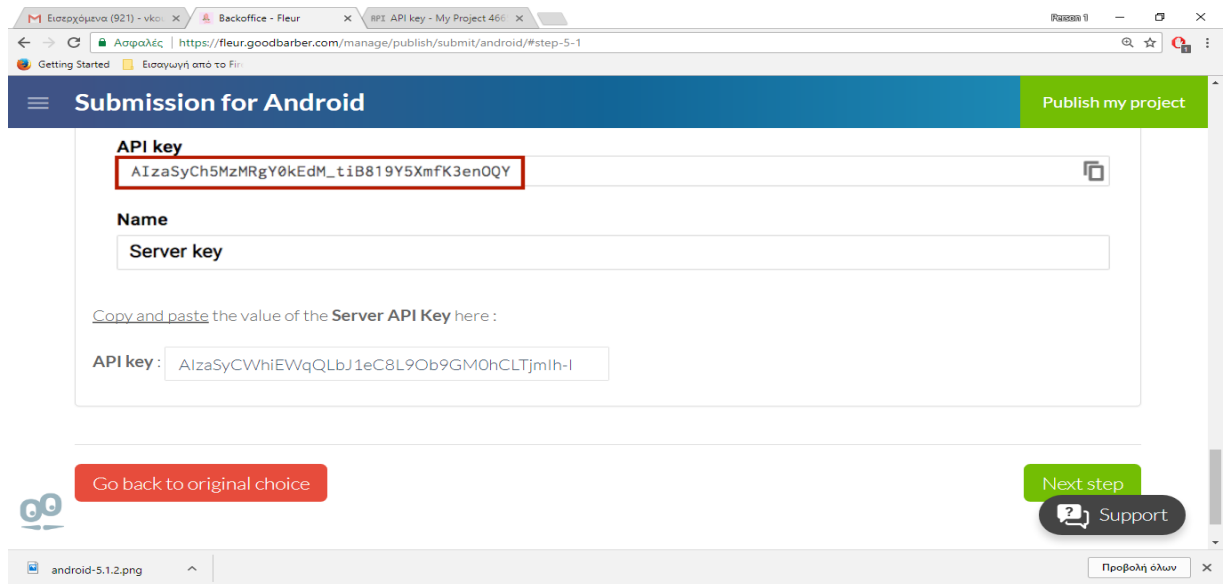 Εισερχόμενα (921) - vkou
Backoffice - Fleur
API API key - My Project 466
Person 1
Ασφαλές | https://fleur.goodbarber.com/manage/publish/submit/android/#step-5-1
Getting Started Εισαγωγή από το Fir
Submission for Android
Publish my project
API key
AIzaSyCh5MzMRgY0kEdM_tiB819Y5XmfK3enOQY
Name
Server key
Copy and paste the value of the Server API Key here :
API key : AIzaSyCWhiEWqQLbJ1eC8L9Ob9GM0hCLTjmIh-I
Go back to original choice
Next step
Support
android-5.1.2.png
Προβολή όλων